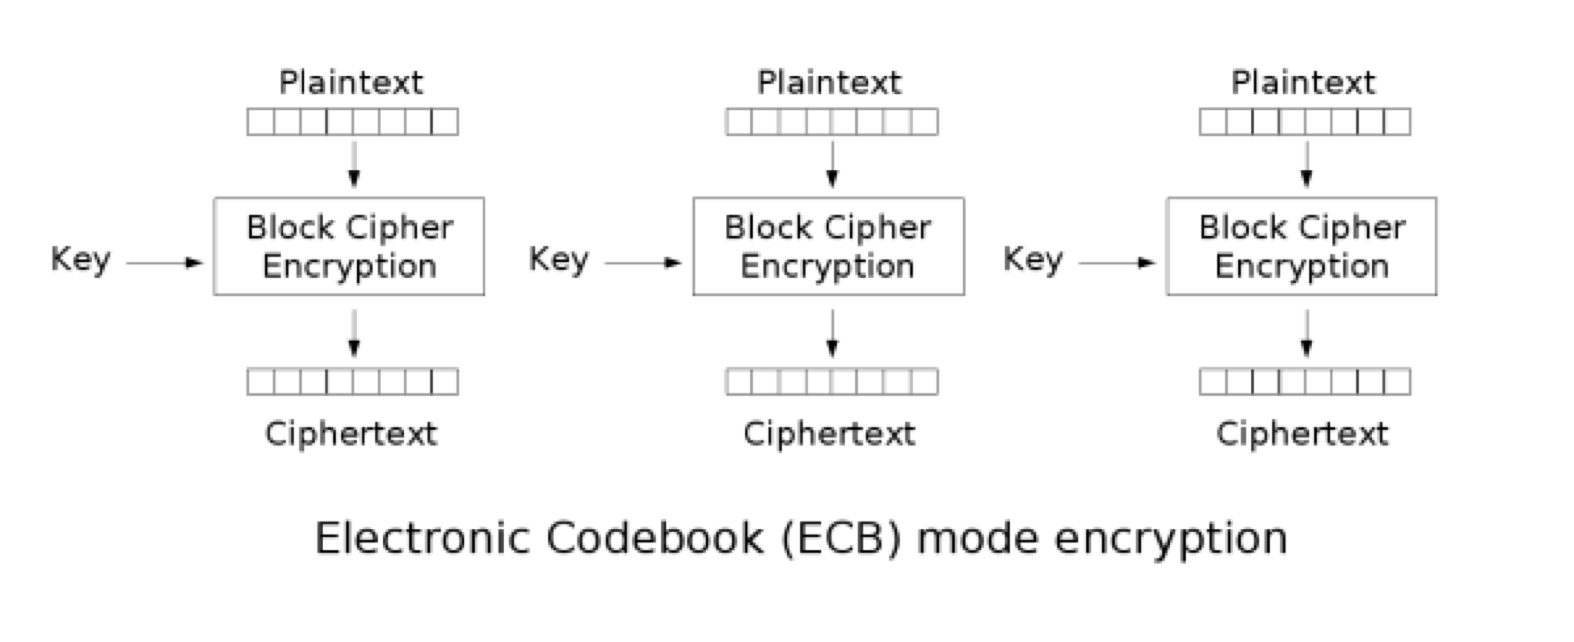 Plaintext
Plaintext
Plaintext
Block Cipher
Encryption
Block Cipher
Encryption
Block Cipher
Encryption
Key
Key
Key
Ciphertext
Ciphertext
Ciphertext
Electronic Codebook (ECB) mode encryption